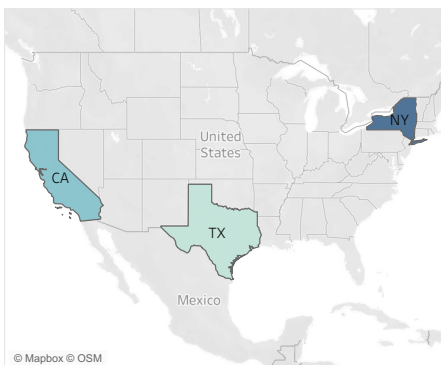 NY
United
States
CA
TX
Mexico
© Mapbox © OSM